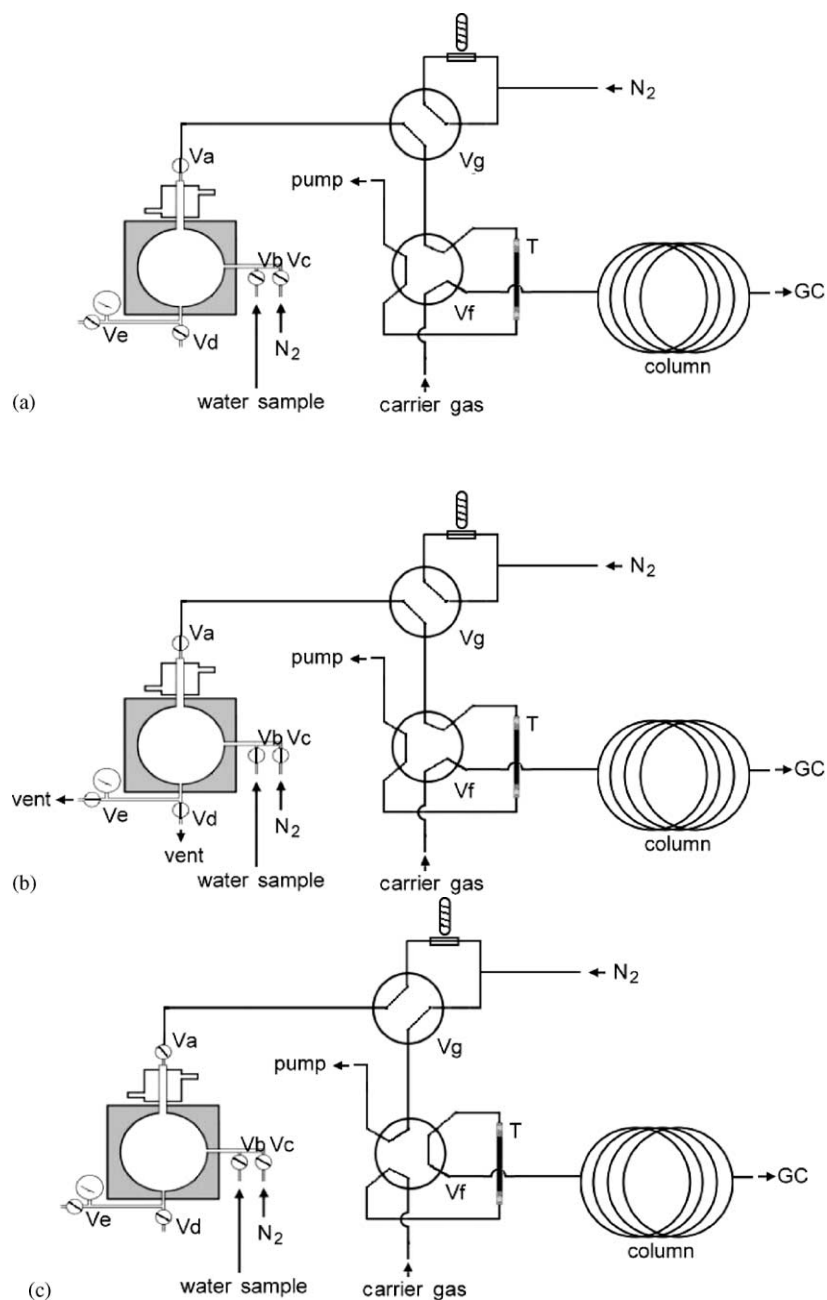 N₂
Va
Vg
pump
T
Vb Vc
GC
Vf
Ve
Vd
N₂
column
water sample
carrier gas
(a)
N₂
Va
Vg
pump
T
Vb Vc
GC
vent
Ve
Vf
Vd
N₂
vent
column
water sample
carrier gas
(b)
N₂
Va
Vg
pump
T
Vb Vc
GC
Vf
Ve
Vd
N₂
column
water sample
carrier gas
(c)